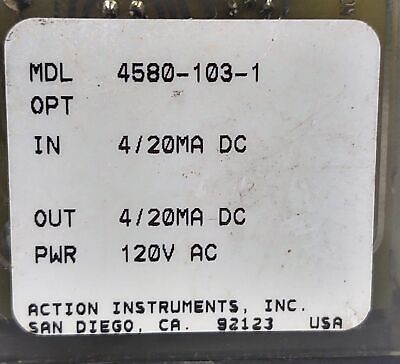 MDL 4580-103-1
OPT
IN 4/20MA DC
OUT 4/20MA DC
PWR 120V AC
ACTION INSTRUMENTS, INC.
SAN DIEGO, CA. 92123 USA